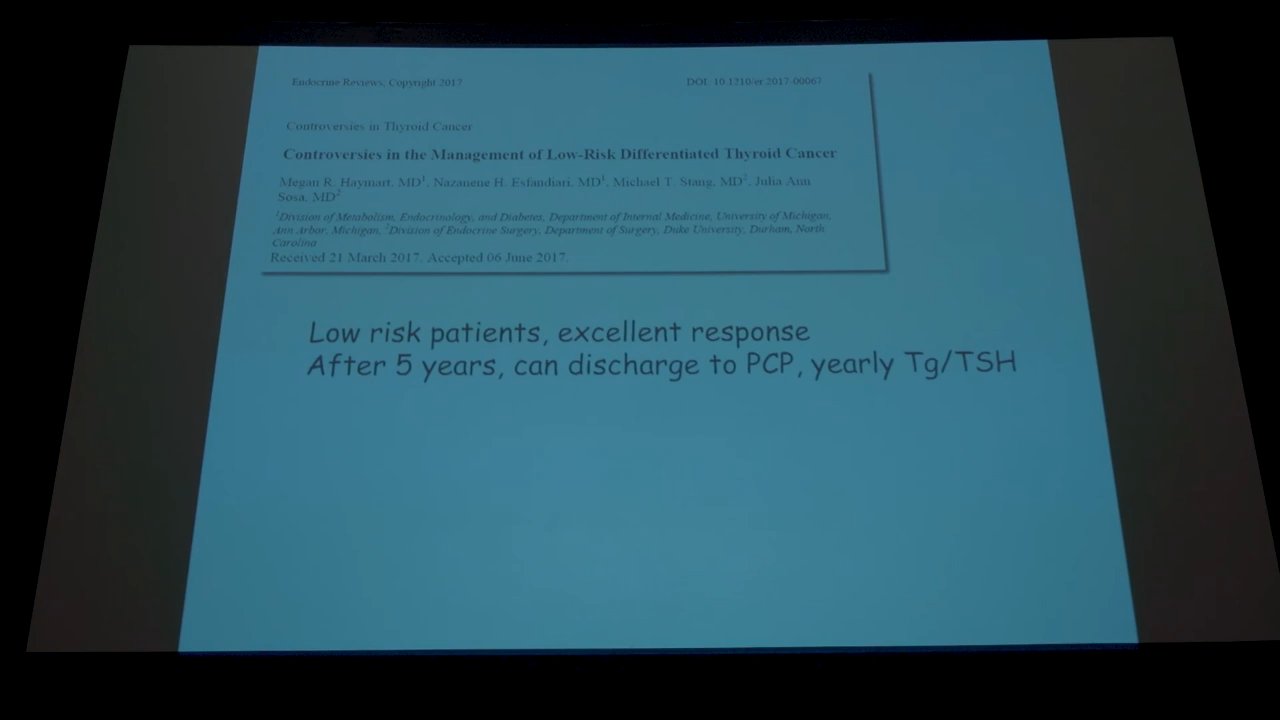 Endocrine Reviews; Copyright 2017 DOI: 10.1210/er.2017-00067
Controversies in Thyroid Cancer
Controversies in the Management of Low-Risk Differentiated Thyroid Cancer
Megan R. Haymart, MD1, Nazanene H. Esfandiari, MD1, Michael T. Stang, MD2, Julia Ann
Sosa, MD2
1Division of Metabolism, Endocrinology, and Diabetes, Department of Internal Medicine, University of Michigan,
Ann Arbor, Michigan, 2Division of Endocrine Surgery, Department of Surgery, Duke University, Durham, North
Carolina
Received 21 March 2017. Accepted 06 June 2017.
Low risk patients, excellent response
After 5 years, can discharge to PCP, yearly Tg/TSH